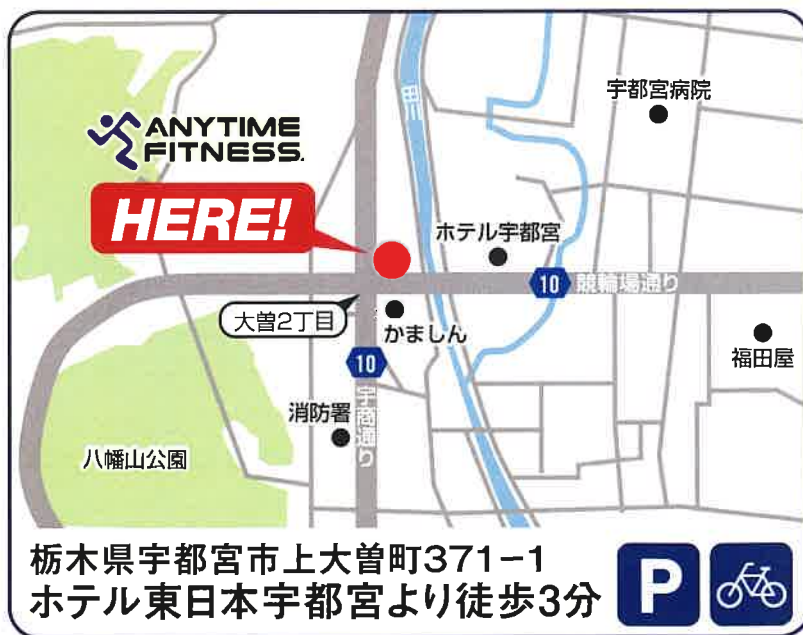 宇都宮病院
田川
ANYTIME
FITNESS.
HERE!
ホテル宇都宮
10 競輪場通り
大曽2丁目
かましん
福田屋
10
宇商通り
消防署
八幡山公園
栃木県宇都宮市上大曽町371-1
ホテル東日本宇都宮より徒歩3分
P